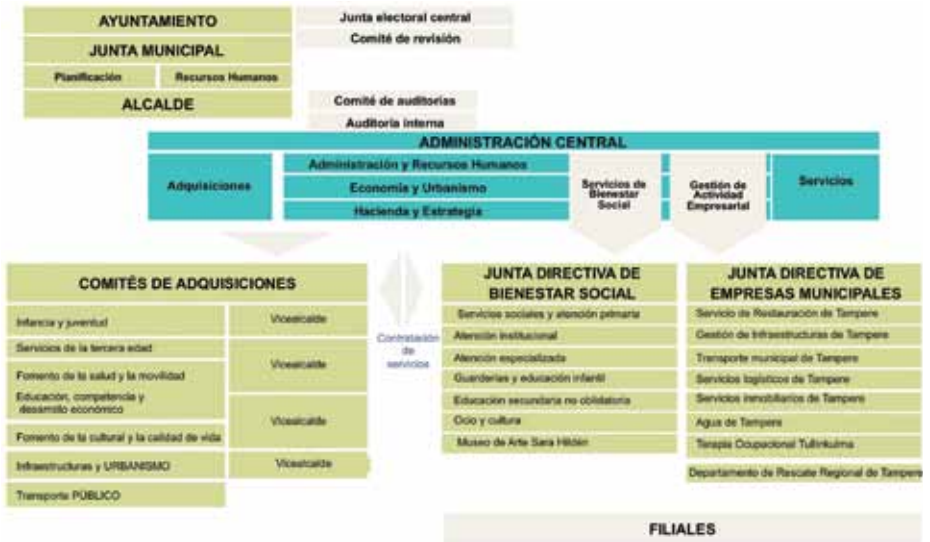 AYUNTAMIENTO
JUNTA MUNICIPAL
Planificación
Recursos Humanos
ALCALDE
Junta electoral central
Comité de revisión
Comité de auditorías
Auditoría interna
ADMINISTRACIÓN CENTRAL
Adquisiciones
Administración y Recursos Humanos
Economía y Urbanismo
Hacienda y Estrategia
Servicios de
Bienestar
Social
Gestión de
Actividad
Empresarial
Servicios
COMITÉS DE ADQUISICIONES
Infancia y juventud
Servicios de la tercera edad
Fomento de la salud y la movilidad
Educación, competencia y
desarrollo económico
Fomento de la cultural y la calidad de vida
Infraestructuras y URBANISMO
Transporte PÚBLICO
Vicealcalde
Vicealcalde
Vicealcalde
Vicealcalde
Contratación
de
servicios
JUNTA DIRECTIVA DE
BIENESTAR SOCIAL
Servicios sociales y atención primaria
Atención institucional
Atención especializada
Guarderías y educación infantil
Educación secundaria no
Ocio y cultura
Museo de Arte Sara Hildén
JUNTA DIRECTIVA DE
EMPRESAS MUNICIPALES
Servicio de Restauración de Tampere
Gestión de Infraestructuras de Tampere
Transporte municipal de Tampere
Servicios logísticos de Tampere
Servicios inmobiliarios de Tampere
Agua de Tampere
Terapia Ocupacional
Departamento de Rescate Regional de Tampere
FILIALES